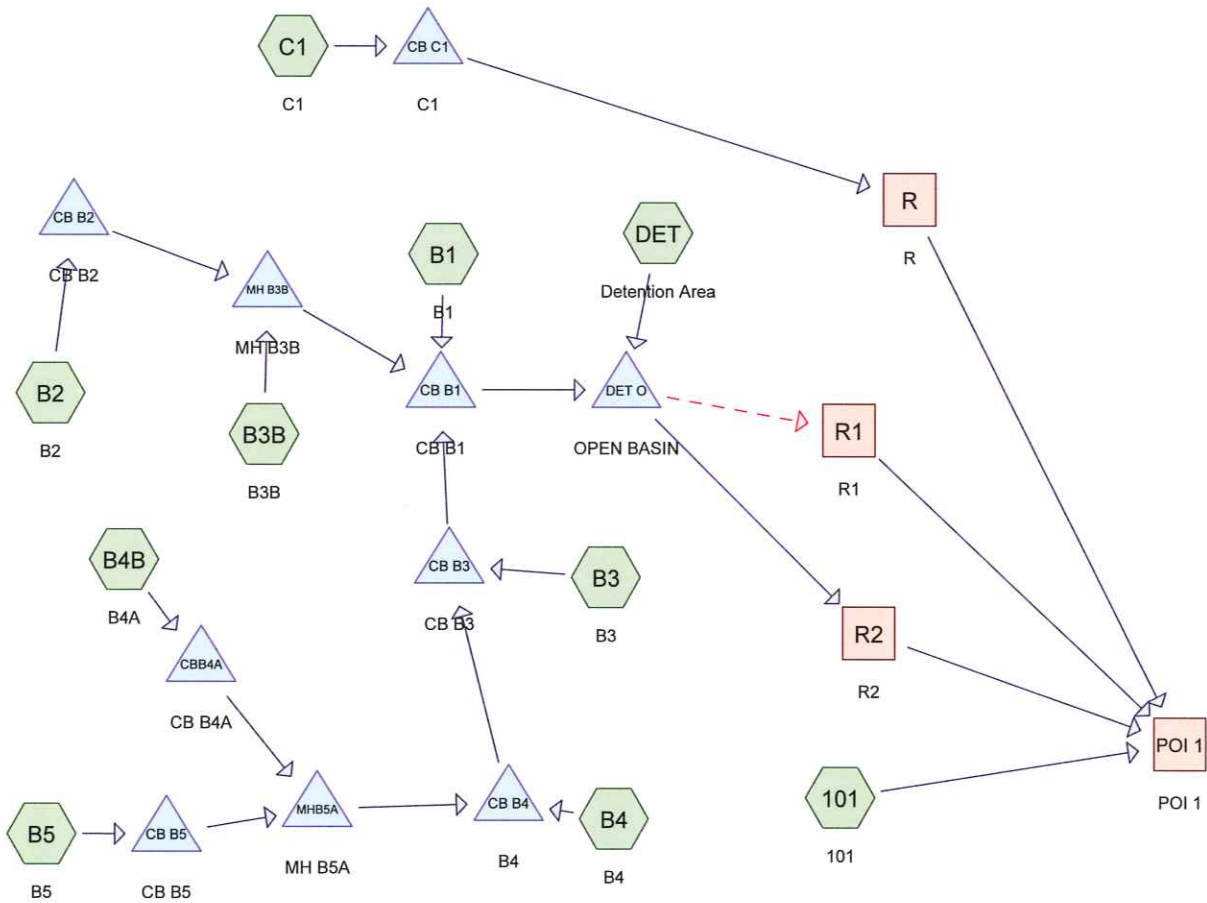 C1
CB C1
C1
C1
R
R
CB B2
CB B2
B1
B1
DET
Detention Area
MH B3B
MH B3B
B2
B2
B3B
B3B
CB B1
CB B1
DET O
OPEN BASIN
R1
R1
B4B
B4A
CB B3
CB B3
B3
B3
CBB4A
CB B4A
R2
R2
POI 1
POI 1
B5
B5
CB B5
CB B5
MHB5A
MH B5A
CB B4
B4
B4
B4
101
101